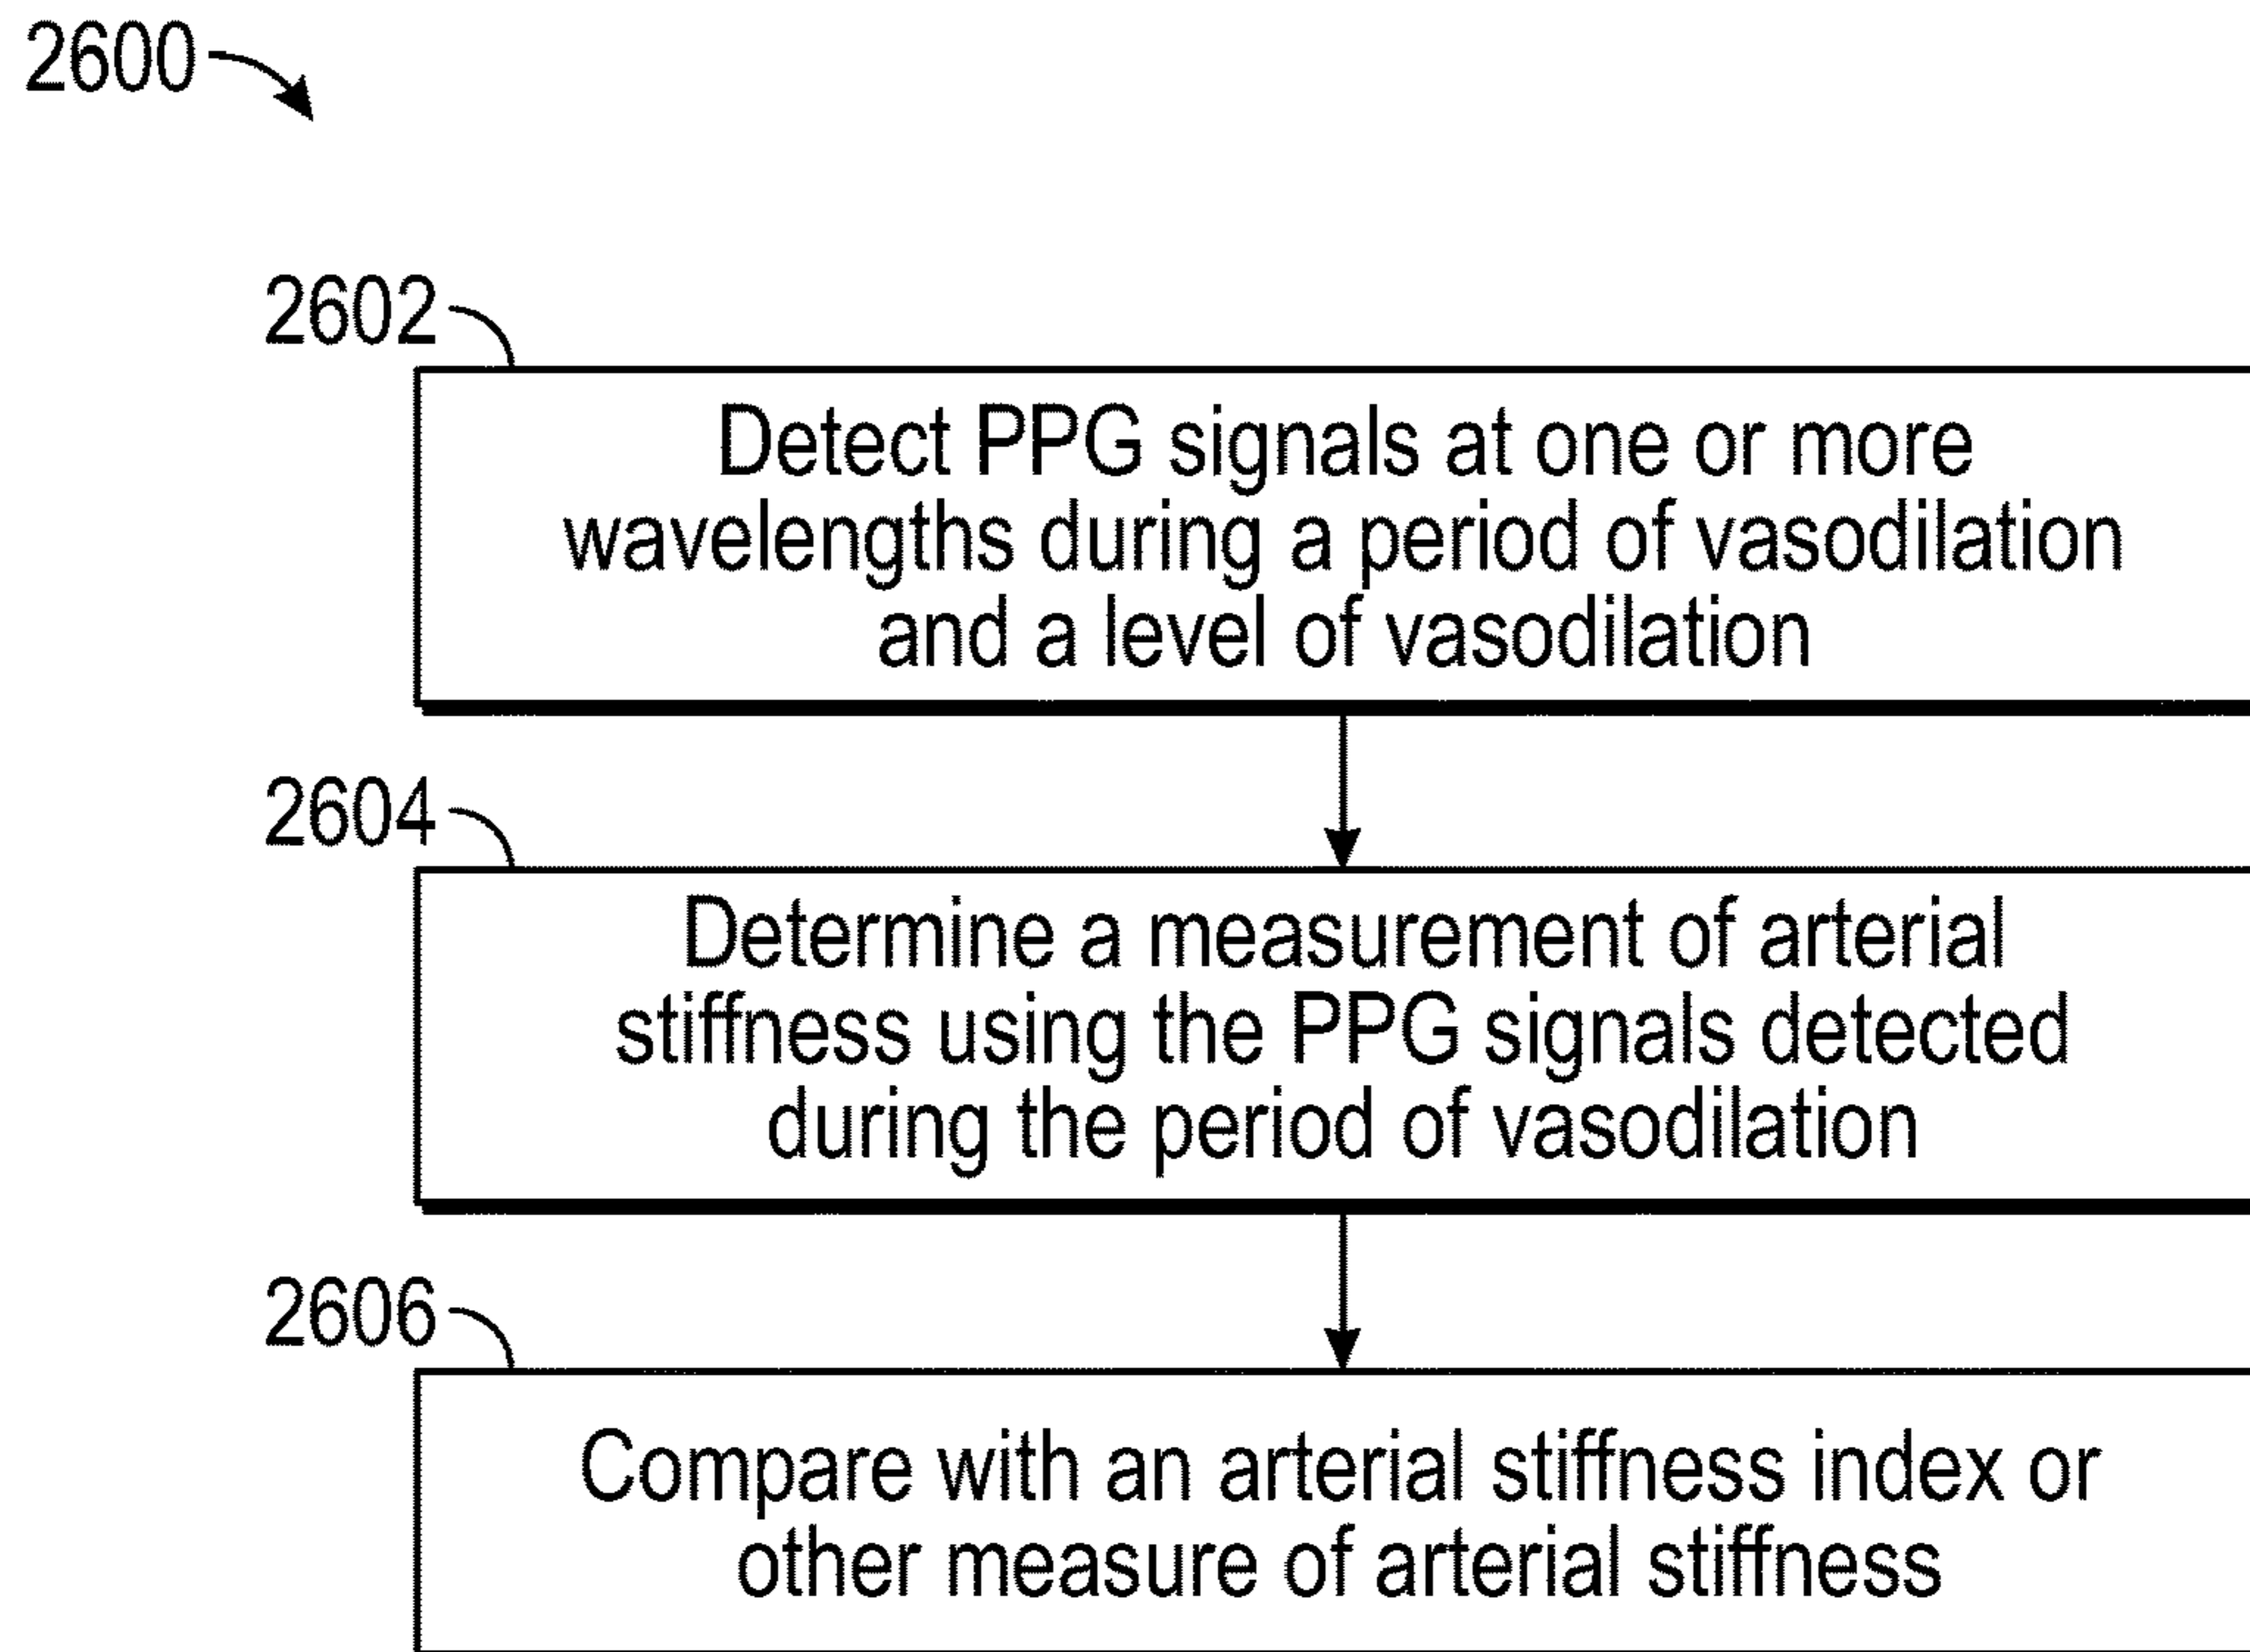 2600
2602
Detect PPG signals at one or more
wavelengths during a period of vasodilation
and a level of vasodilation
2604
Determine a measurement of arterial
stiffness using the PPG signals detected
during the period of vasodilation
2606
Compare with an arterial stiffness index or
other measure of arterial stiffness